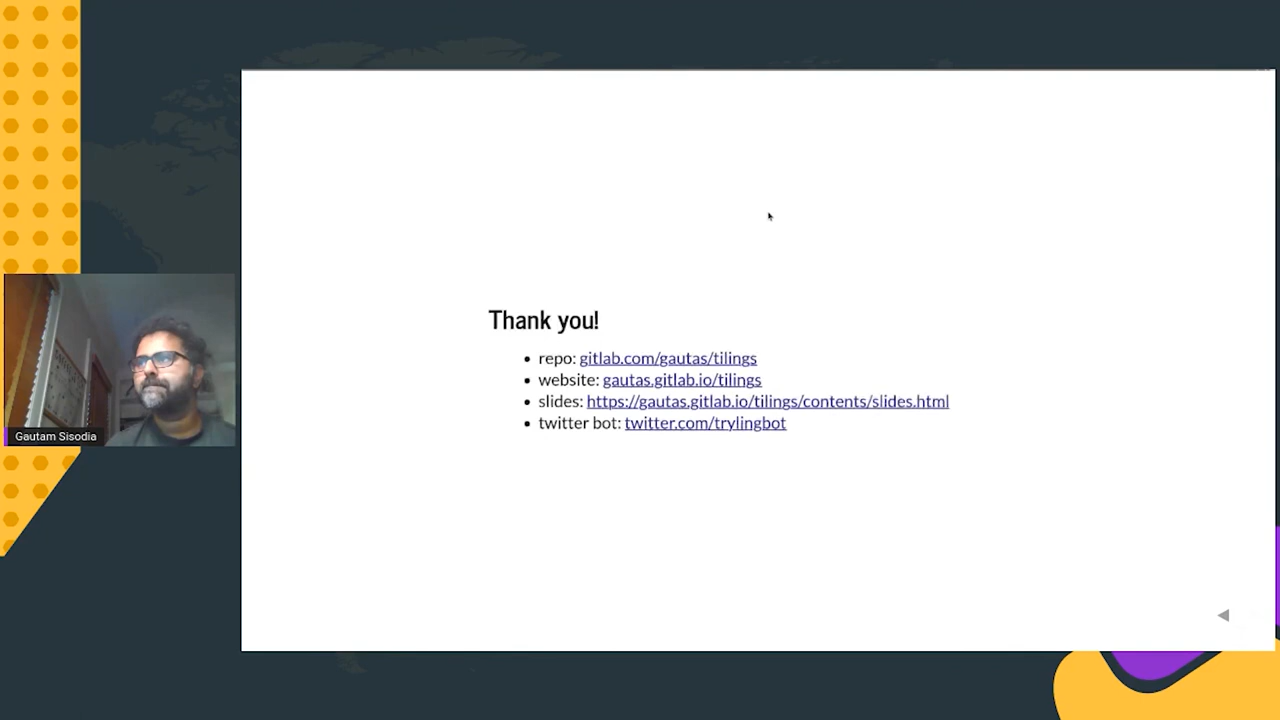 Thank you!
repo: gitlab.com/gautas/tilings
website: gautas.gitlab.io/tilings
slides: https://gautas.gitlab.io/tilings/contents/slides.html
twitter bot: twitter.com/trylingbot
Gautam Sisodia